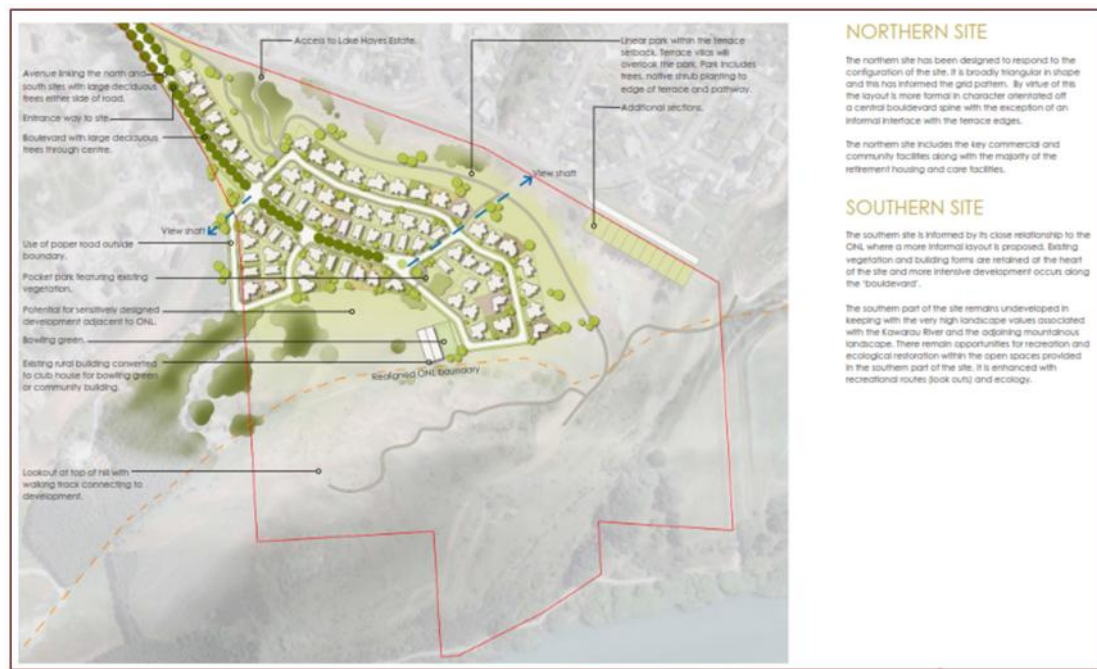 Access to Lake Hayes Estate.
Avenue linking the north and
south sites with large deciduous
trees either side of road.
Entrance way to site.
Boulevard with large deciduous
trees through centre.
View shaft
Use of paper road outside
boundary.
Pocket park featuring existing
vegetation.
Potential for sensitively designed
development adjacent to ONL.
Bowling green.
Existing rural building converted
to club house for bowling green
or community building.
Realigned ONL boundary
Lookout at top of hill with
walking track connecting to
development.
Linear park within the terrace
setback. Terrace villas will
overlook the park. Park includes
trees, native shrub planting to
edge of terrace and pathway.
Additional sections.
View shaft
NORTHERN SITE
The northern site has been designed to respond to the
configuration of the site. It is broadly triangular in shape
and this has informed the grid pattern. By virtue of this
the layout is more formal in character orientated off
a central bouldevard spine with the exception of an
informal interface with the terrace edges.
The northern site includes the key commercial and
community facilities along with the majority of the
retirement housing and care facilities.
SOUTHERN SITE
The southern site is informed by its close relationship to the
ONL where a more informal layout is proposed. Existing
vegetation and building forms are retained at the heart
of the site and more intensive development occurs along
the 'bouldevard'.
The southern part of the site remains undeveloped in
keeping with the very high landscape values associated
with the Kawarau River and the adjoining mountainous
landscape. There remain opportunities for recreation and
ecological restoration within the open spaces provided
in the southern part of the site. It is enhanced with
recreational routes (look outs) and ecology.